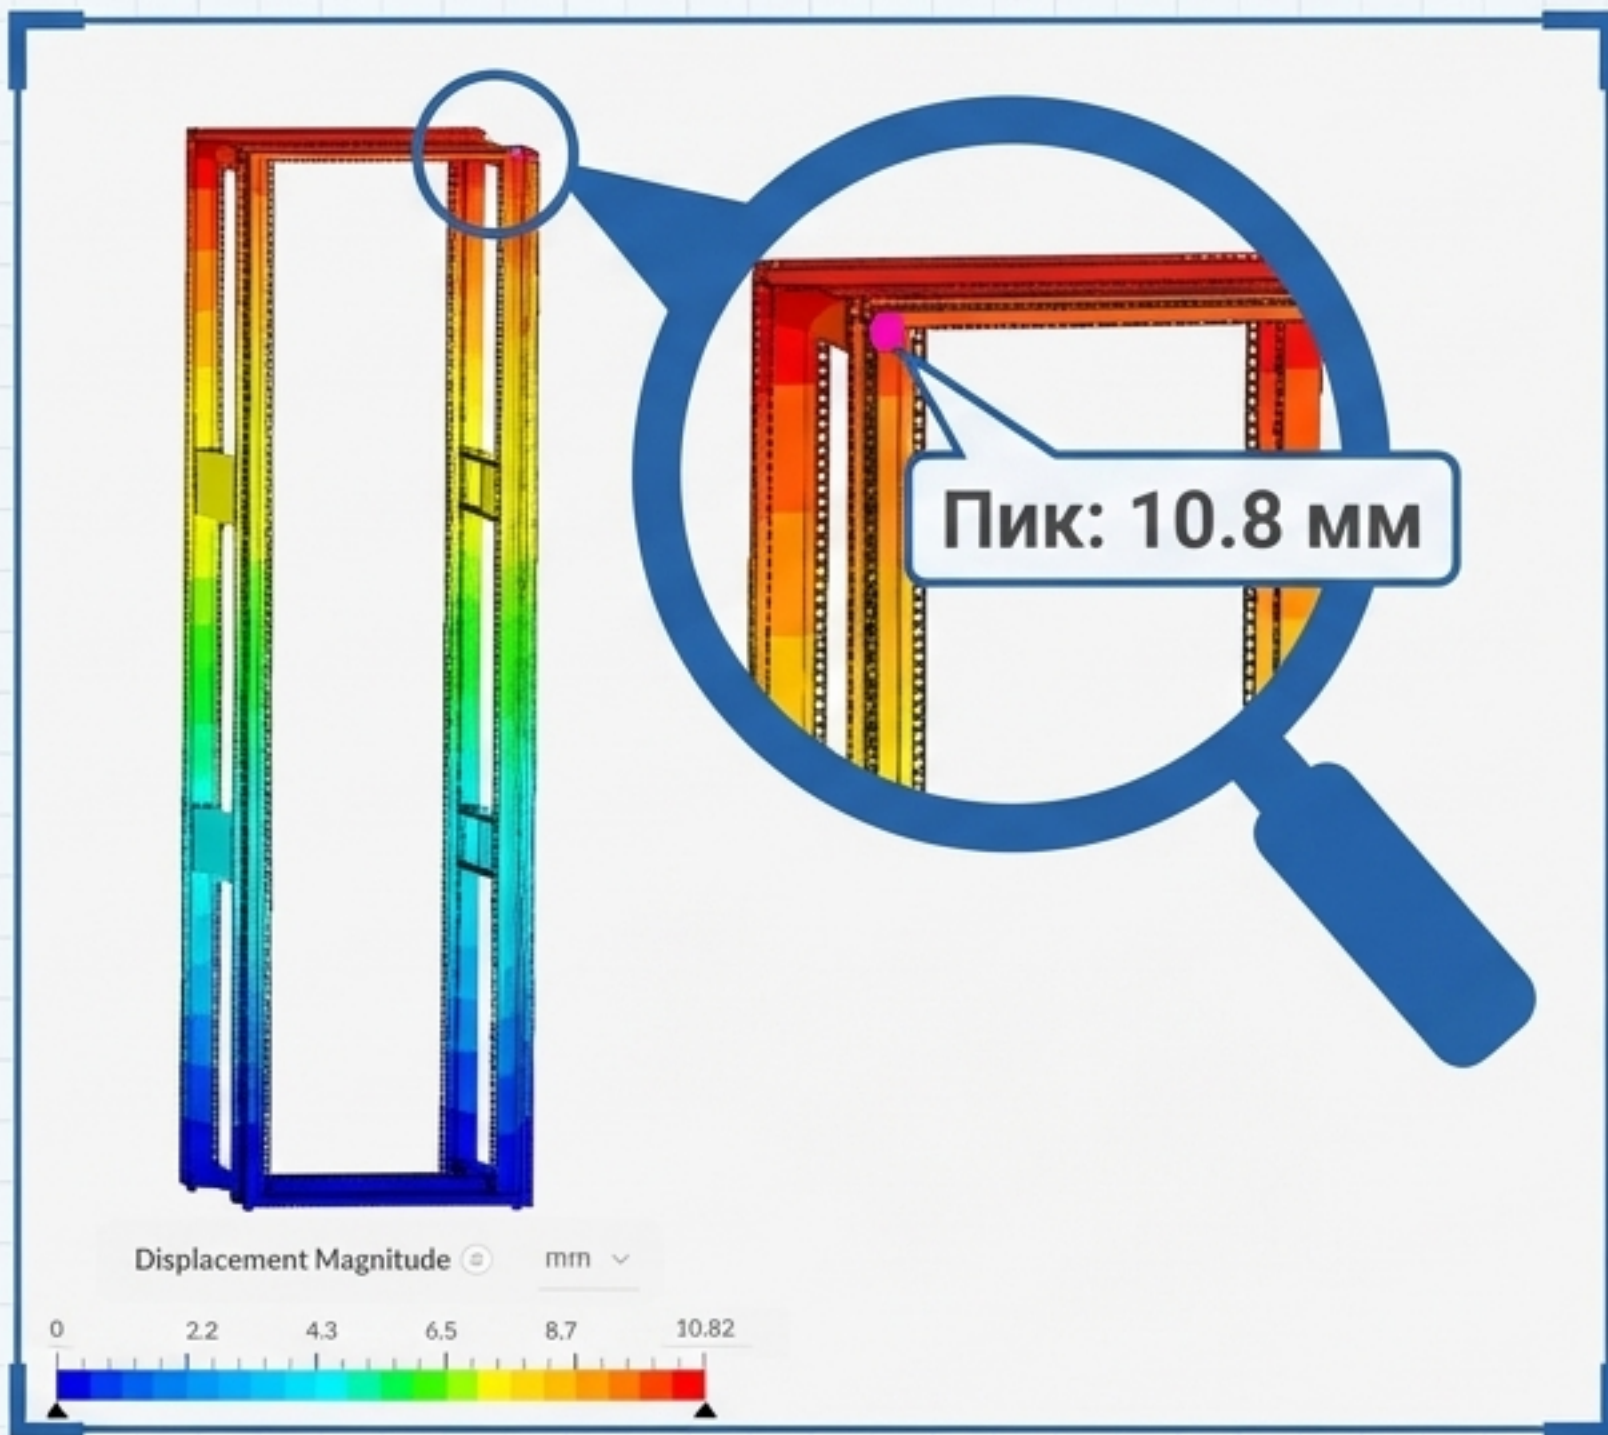 Пик: 10.8 мм
Displacement Magnitude mm
0 2.2 4.3 6.5 8.7 10.82